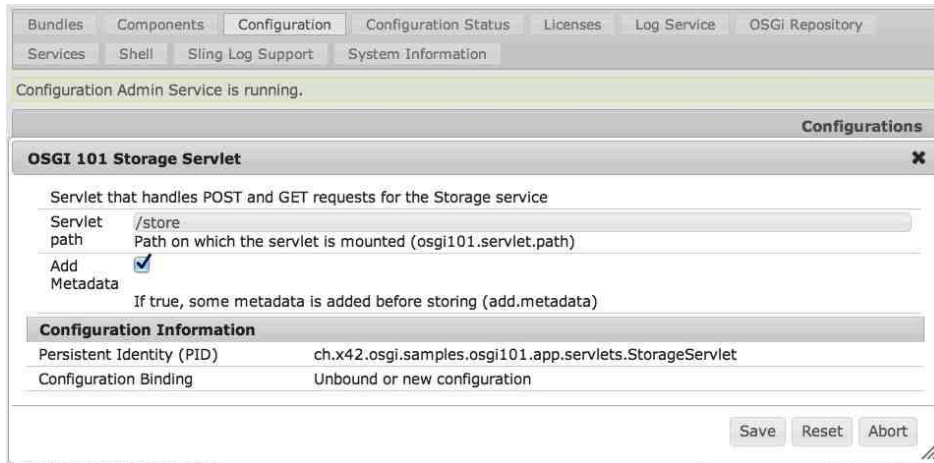 Bundles Components Configuration Configuration Status Licenses Log Service OSGi Repository
Services Shell Sling Log Support System Information
Configuration Admin Service is running.
Configurations
OSGI 101 Storage Servlet
Servlet that handles POST and GET requests for the Storage service
Servlet path
/store
Path on which the servlet is mounted (osgi101.servlet.path)
Add Metadata
If true, some metadata is added before storing (add.metadata)
Configuration Information
Persistent Identity (PID) ch.x42.osgi.samples.osgi101.app.servlets.StorageServlet
Configuration Binding Unbound or new configuration
Save Reset Abort